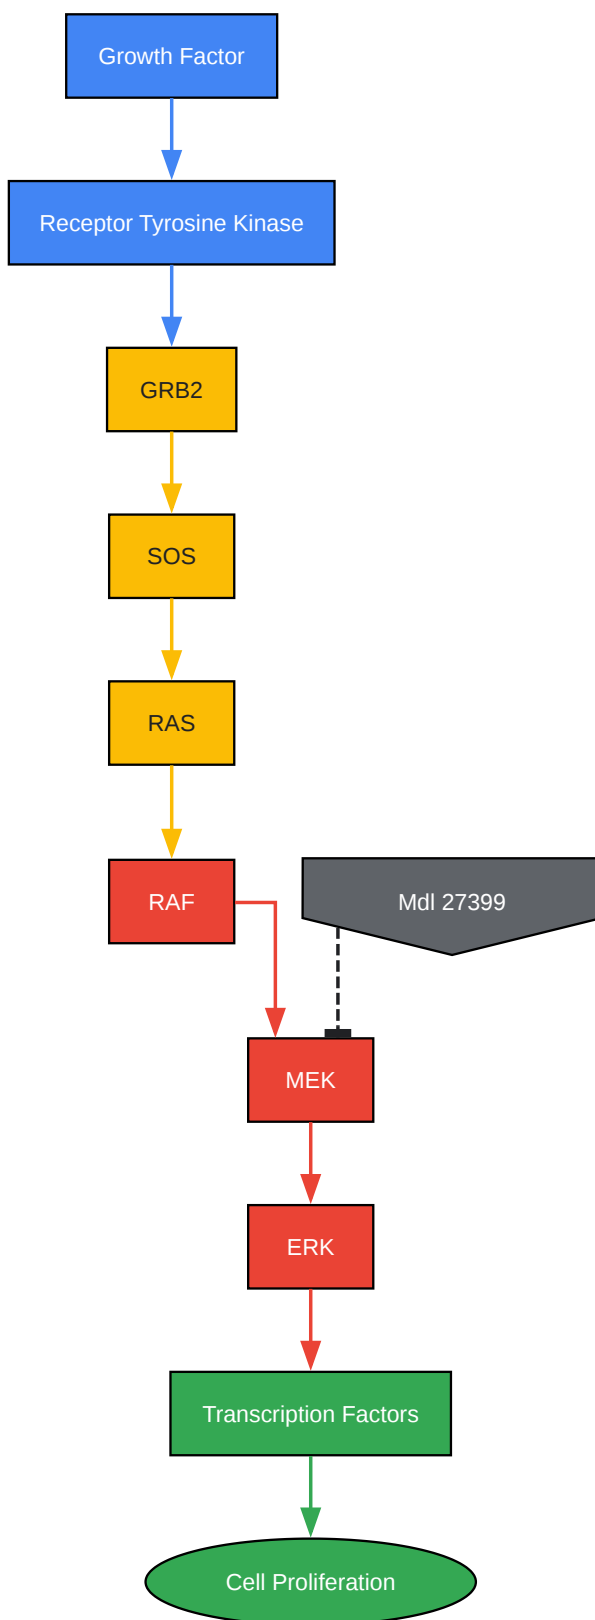 Growth Factor
Receptor Tyrosine Kinase
GRB2
SOS
RAS
RAF
Mdl 27399
MEK
ERK
Transcription Factors
Cell Proliferation